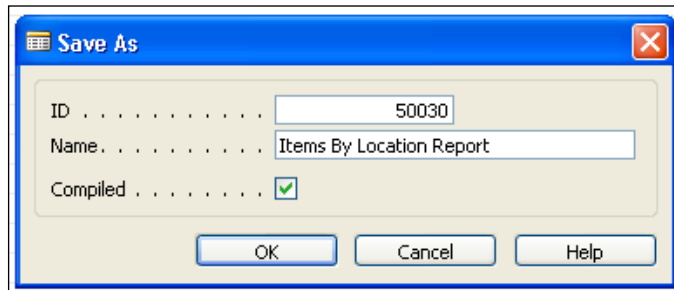 Save As
ID . . . . . . . . . . . 50030
Name. . . . . . . . . . Items By Location Report
Compiled . . . . . . . .
OK Cancel Help